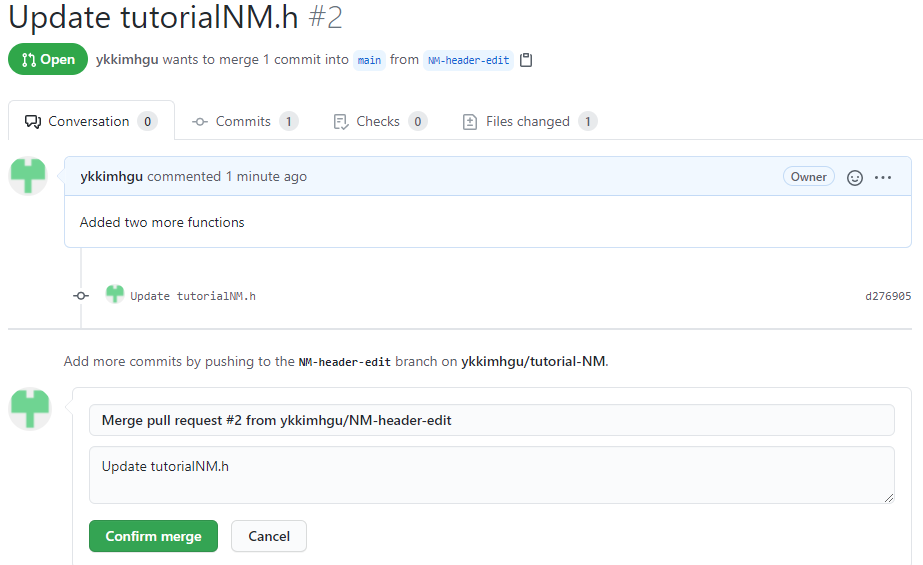 Update tutorialNM.h #2
Open ykkimhgu wants to merge 1 commit into main from NM-header-edit
Conversation 0 Commits 1 Checks 0 Files changed 1
ykkimhgu commented 1 minute ago Owner
Added two more functions
Update tutorialNM.h d276905
Add more commits by pushing to the NM-header-edit branch on ykkimhgu/tutorial-NM.
Merge pull request #2 from ykkimhgu/NM-header-edit
Update tutorialNM.h
Confirm merge Cancel